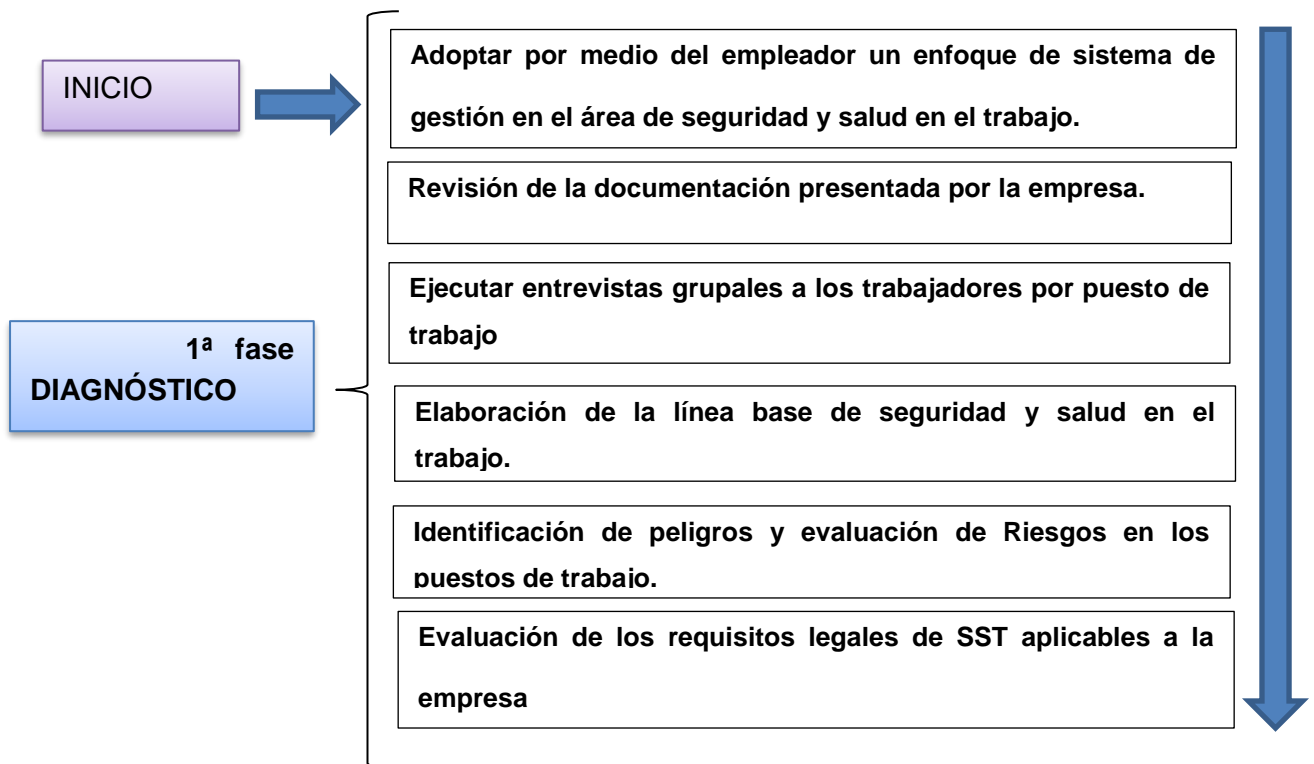 INICIO
Adoptar por medio del empleador un enfoque de sistema de
gestión en el área de seguridad y salud en el trabajo.
Revisión de la documentación presentada por la empresa.
Ejecutar entrevistas grupales a los trabajadores por puesto de
trabajo
1ª fase
DIAGNÓSTICO
Elaboración de la línea base de seguridad y salud en el
trabajo.
Identificación de peligros y evaluación de Riesgos en los
puestos de trabajo.
Evaluación de los requisitos legales de SST aplicables a la
empresa